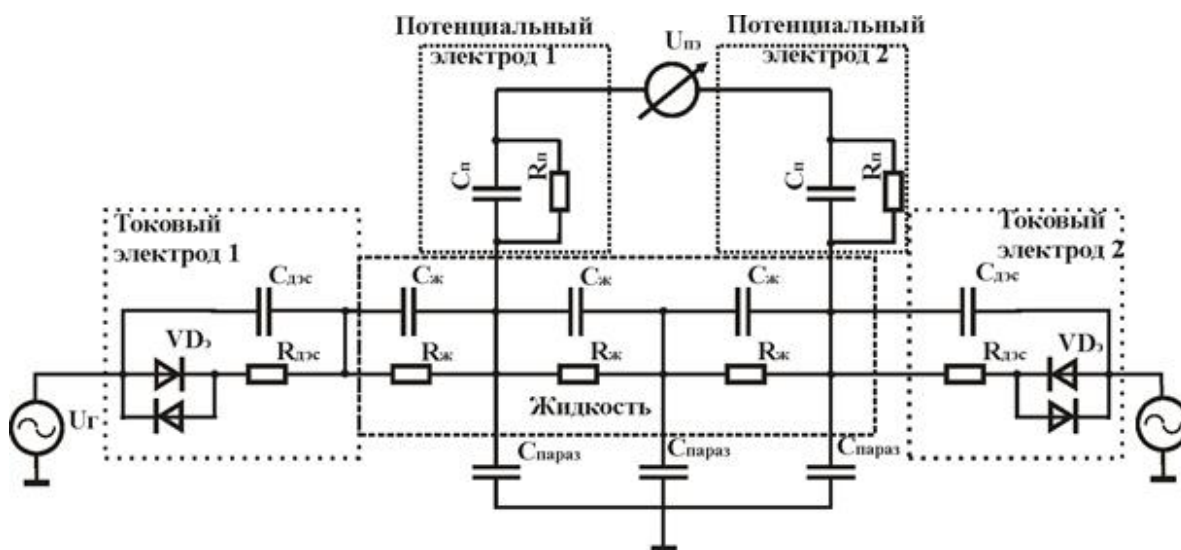 Потенциальный
электрод 1
Uпэ
Потенциальный
электрод 2
Cп
Rп
Cп
Rп
Токовый
электрод 1
Токовый
электрод 2
Cдэс
Cж
Cж
Cж
Cдэс
VDэ
Rдэс
Rж
Rж
Rж
Rдэс
VDэ
Uг
Жидкость
Cпараз
Cпараз
Cпараз